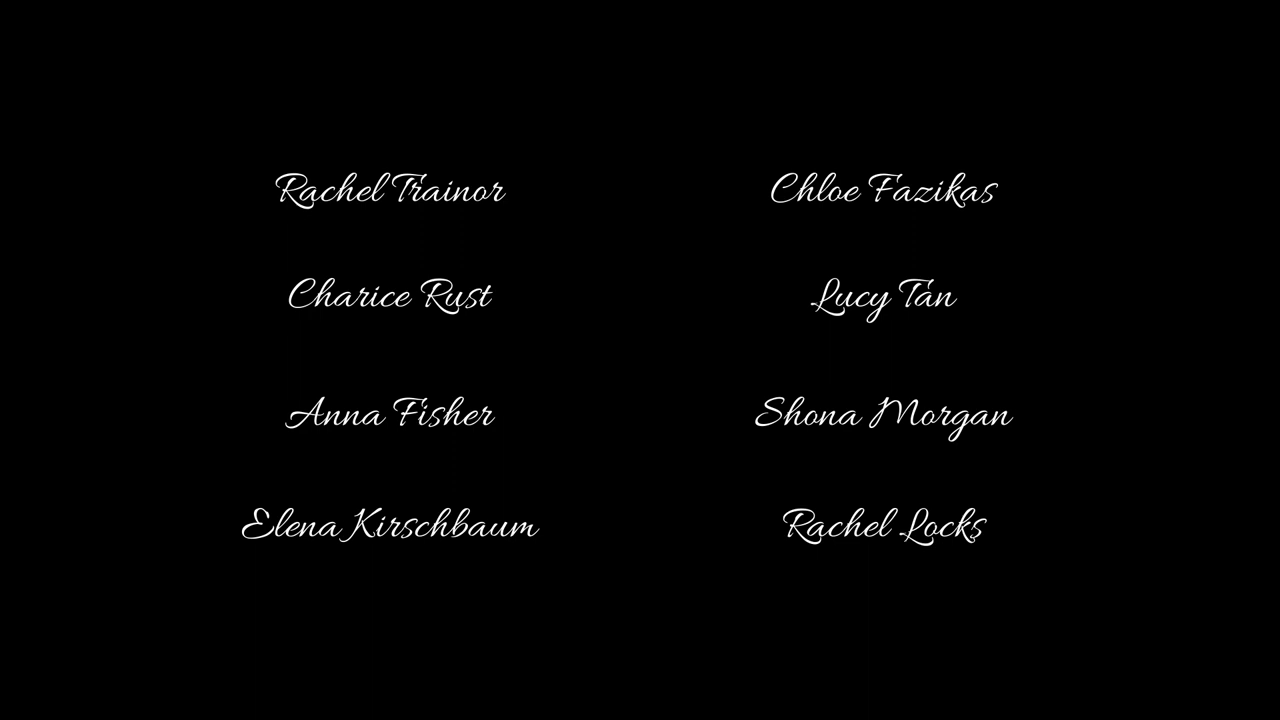 Rachel Trainor
Chloe Fazikas
Charice Rust
Lucy Tan
Anna Fisher
Shona Morgan
Elena Kirschbaum
Rachel Locks